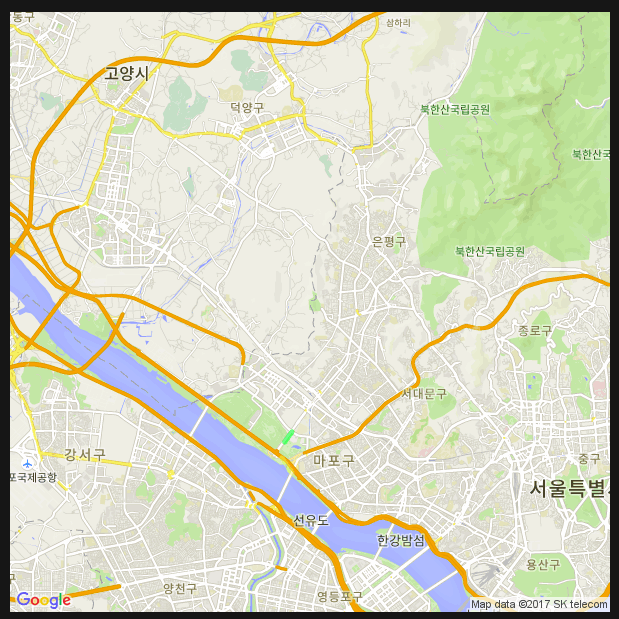 동구
삼하리
고양시
덕양구
북한산국립공원
북한산국
은평구
북한산국립공원
종로구
서대문구
강서구
마포구
중구
포국제공항
서울특별시
선유도
한강밤섬
용산구
양천구
영등포구
구
Google
Map data ©2017 SK telecom